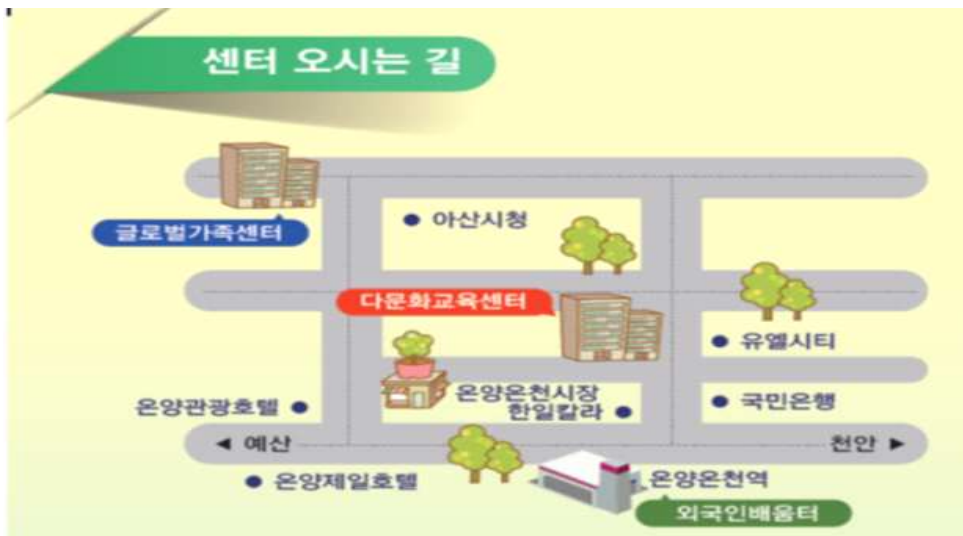 센터 오시는 길
글로벌가족센터
아산시청
다문화교육센터
유엘시티
온양관광호텔
온양온천시장
한일칼라
국민은행
◀ 예산
천안 ▶
온양제일호텔
온양온천역
외국인배움터